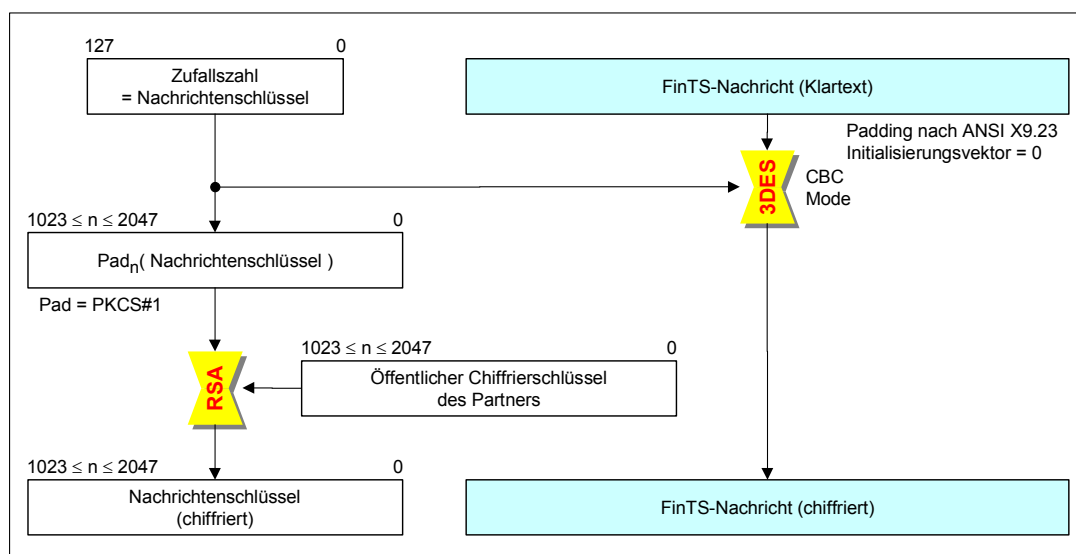 127 0
Zufallszahl
= Nachrichtenschlüssel
FinTS-Nachricht (Klartext)
Padding nach ANSI X9.23
Initialisierungsvektor = 0
3DES
CBC
Mode
1023 ≤ n ≤ 2047 0
Padn( Nachrichtenschlüssel )
Pad = PKCS#1
RSA
1023 ≤ n ≤ 2047 0
Öffentlicher Chiffrierschlüssel
des Partners
1023 ≤ n ≤ 2047 0
Nachrichtenschlüssel
(chiffriert)
FinTS-Nachricht (chiffriert)